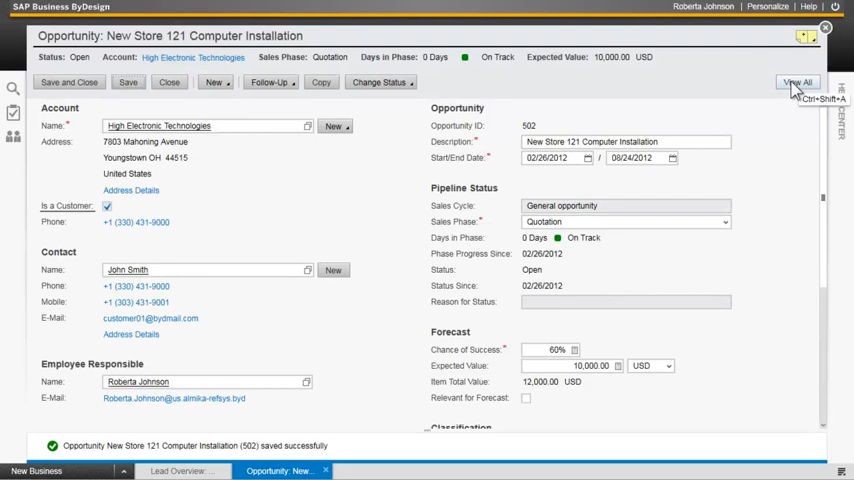 SAP Business ByDesign
Roberta Johnson | Personalize | Help
Opportunity: New Store 121 Computer Installation
Status: Open Account: High Electronic Technologies Sales Phase: Quotation Days in Phase: 0 Days On Track Expected Value: 10,000.00 USD
Save and Close Save Close New Follow-Up Copy Change Status View All
Ctrl+Shift+A
Account
Name:* High Electronic Technologies New
Address: 7803 Mahoning Avenue
Youngstown OH 44515
United States
Address Details
Is a Customer:
Phone: +1 (330) 431-9000
Contact
Name: John Smith New
Phone: +1 (330) 431-9000
Mobile: +1 (303) 431-9001
E-Mail: customer01@bydmail.com
Address Details
Employee Responsible
Name: Roberta Johnson
E-Mail: Roberta.Johnson@us.almika-refsys.byd
Opportunity
Opportunity ID: 502
Description:* New Store 121 Computer Installation
Start/End Date:* 02/26/2012 / 08/24/2012
Pipeline Status
Sales Cycle: General opportunity
Sales Phase:* Quotation
Days in Phase: 0 Days On Track
Phase Progress Since: 02/26/2012
Status: Open
Status Since: 02/26/2012
Reason for Status:
Forecast
Chance of Success:* 60%
Expected Value: 10,000.00 USD
Item Total Value: 12,000.00 USD
Relevant for Forecast:
Classification
Opportunity New Store 121 Computer Installation (502) saved successfully
New Business Lead Overview: ... Opportunity: New...